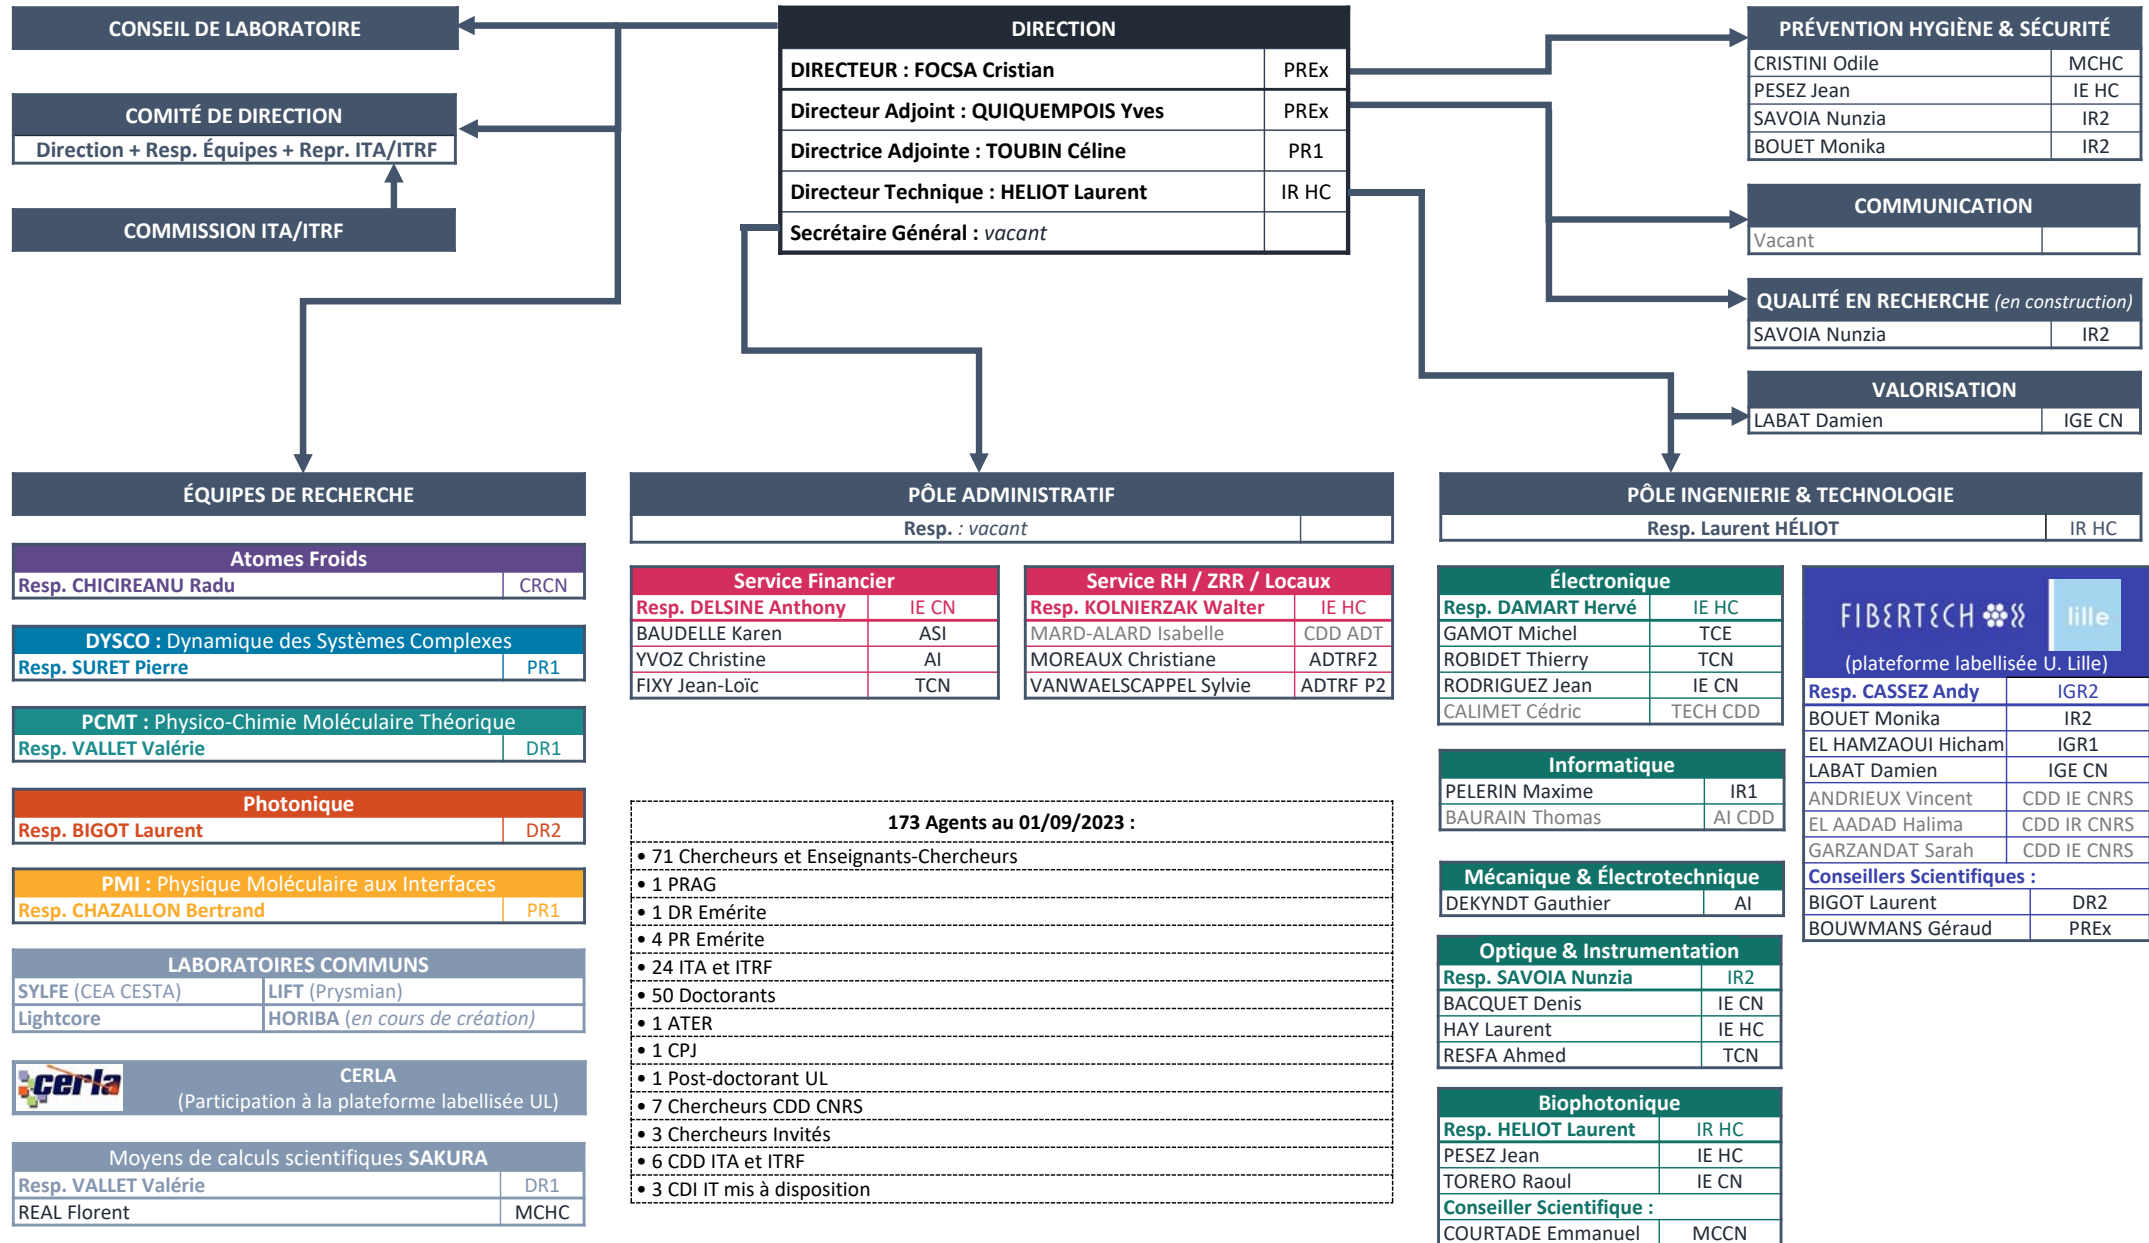 CONSEIL DE LABORATOIRE
COMITÉ DE DIRECTION
Direction + Resp. Équipes + Repr. ITA/ITRF
COMMISSION ITA/ITRF
DIRECTION
DIRECTEUR : FOCSA Cristian PREx
Directeur Adjoint : QUIQUEMPOIS Yves PREx
Directrice Adjointe : TOUBIN Céline PR1
Directeur Technique : HELIOT Laurent IR HC
Secrétaire Général : vacant
PRÉVENTION HYGIÈNE & SÉCURITÉ
CRISTINI Odile MCHC
PESEZ Jean IE HC
SAVOIA Nunzia IR2
BOUET Monika IR2
COMMUNICATION
Vacant
QUALITÉ EN RECHERCHE (en construction)
SAVOIA Nunzia IR2
VALORISATION
LABAT Damien IGE CN
ÉQUIPES DE RECHERCHE
Atomes Froids
Resp. CHICIREANU Radu CRCN
DYSCO : Dynamique des Systèmes Complexes
Resp. SURET Pierre PR1
PCMT : Physico-Chimie Moléculaire Théorique
Resp. VALLET Valérie DR1
Photonique
Resp. BIGOT Laurent DR2
PMI : Physique Moléculaire aux Interfaces
Resp. CHAZALLON Bertrand PR1
LABORATOIRES COMMUNS
SYLFE (CEA CESTA) LIFT (Prysmian)
Lightcore HORIBA (en cours de création)
cerla
CERLA
(Participation à la plateforme labellisée UL)
Moyens de calculs scientifiques SAKURA
Resp. VALLET Valérie DR1
REAL Florent MCHC
PÔLE ADMINISTRATIF
Resp. : vacant
Service Financier
Resp. DELSINE Anthony IE CN
BAUDELLE Karen ASI
YVOZ Christine AI
FIXY Jean-Loïc TCN
Service RH / ZRR / Locaux
Resp. KOLNIERZAK Walter IE HC
MARD-ALARD Isabelle CDD ADT
MOREAUX Christiane ADTRF2
VANWAELSCAPPEL Sylvie ADTRF P2
173 Agents au 01/09/2023 :
• 71 Chercheurs et Enseignants-Chercheurs
• 1 PRAG
• 1 DR Emérite
• 4 PR Emérite
• 24 ITA et ITRF
• 50 Doctorants
• 1 ATER
• 1 CPJ
• 1 Post-doctorant UL
• 7 Chercheurs CDD CNRS
• 3 Chercheurs Invités
• 6 CDD ITA et ITRF
• 3 CDI IT mis à disposition
PÔLE INGENIERIE & TECHNOLOGIE
Resp. Laurent HÉLIOT IR HC
Électronique
Resp. DAMART Hervé IE HC
GAMOT Michel TCE
ROBIDET Thierry TCN
RODRIGUEZ Jean IE CN
CALIMET Cédric TECH CDD
Informatique
PELERIN Maxime IR1
BAURAIN Thomas AI CDD
Mécanique & Électrotechnique
DEKYNDT Gauthier AI
Optique & Instrumentation
Resp. SAVOIA Nunzia IR2
BACQUET Denis IE CN
HAY Laurent IE HC
RESFA Ahmed TCN
Biophotonique
Resp. HELIOT Laurent IR HC
PESEZ Jean IE HC
TORERO Raoul IE CN
Conseiller Scientifique :
COURTADE Emmanuel MCCN
FIBERTECH lille
(plateforme labellisée U. Lille)
Resp. CASSEZ Andy IGR2
BOUET Monika IR2
EL HAMZAOUI Hicham IGR1
LABAT Damien IGE CN
ANDRIEUX Vincent CDD IE CNRS
EL AADAD Halima CDD IR CNRS
GARZANDAT Sarah CDD IE CNRS
Conseillers Scientifiques :
BIGOT Laurent DR2
BOUWMANS Géraud PREx